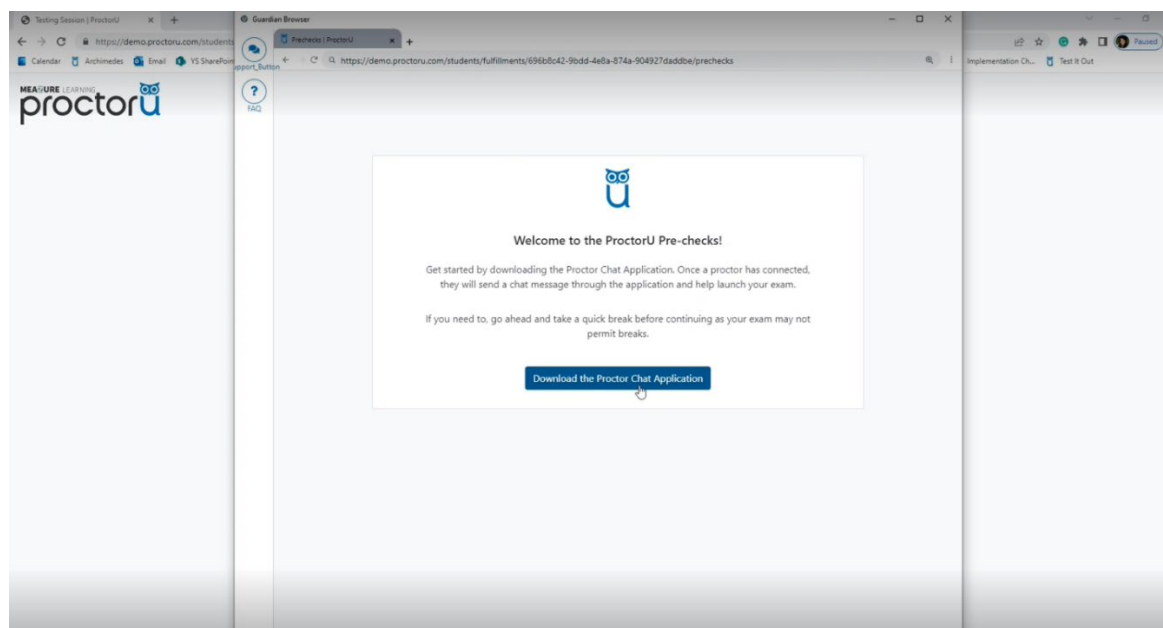 Testing Session | ProctorU
Guardian Browser
Prechecks | ProctorU
https://demo.proctoru.com/students
https://demo.proctoru.com/students/fulfillments/696b8c42-9bdd-4e8a-874a-904927daddbe/prechecks
Paused
Calendar
Archimedes
Email
YS SharePoin
upport_Button
Implementation Ch...
Test It Out
FAQ
MEASURE LEARNING
proctoru
Welcome to the ProctorU Pre-checks!
Get started by downloading the Proctor Chat Application. Once a proctor has connected,
they will send a chat message through the application and help launch your exam.
If you need to, go ahead and take a quick break before continuing as your exam may not
permit breaks.
Download the Proctor Chat Application